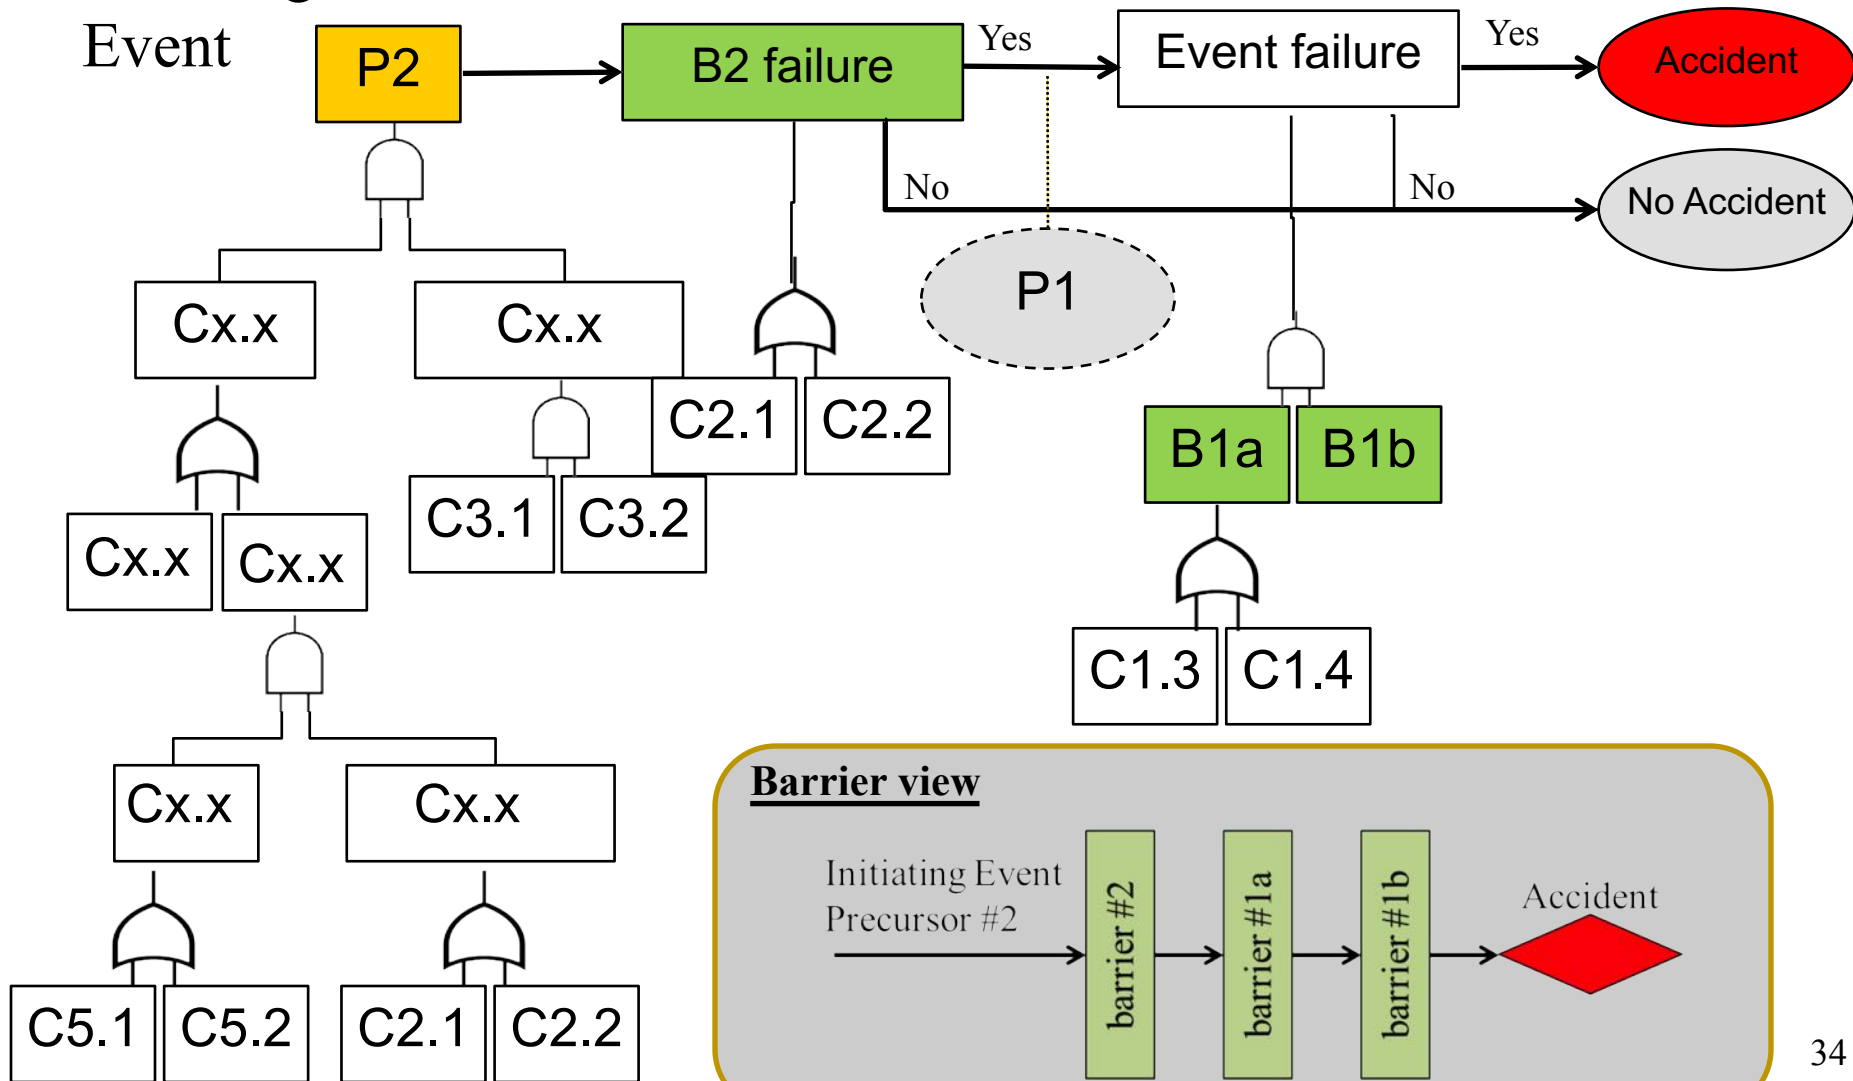 Event
P2
B2 failure
Yes
Event failure
Yes
Accident
No
No
No Accident
P1
Cx.x
Cx.x
C2.1
C2.2
B1a
B1b
C3.1
C3.2
Cx.x
Cx.x
C1.3
C1.4
Cx.x
Cx.x
C5.1
C5.2
C2.1
C2.2
Barrier view
Initiating Event
Precursor #2
barrier #2
barrier #1a
barrier #1b
Accident
34